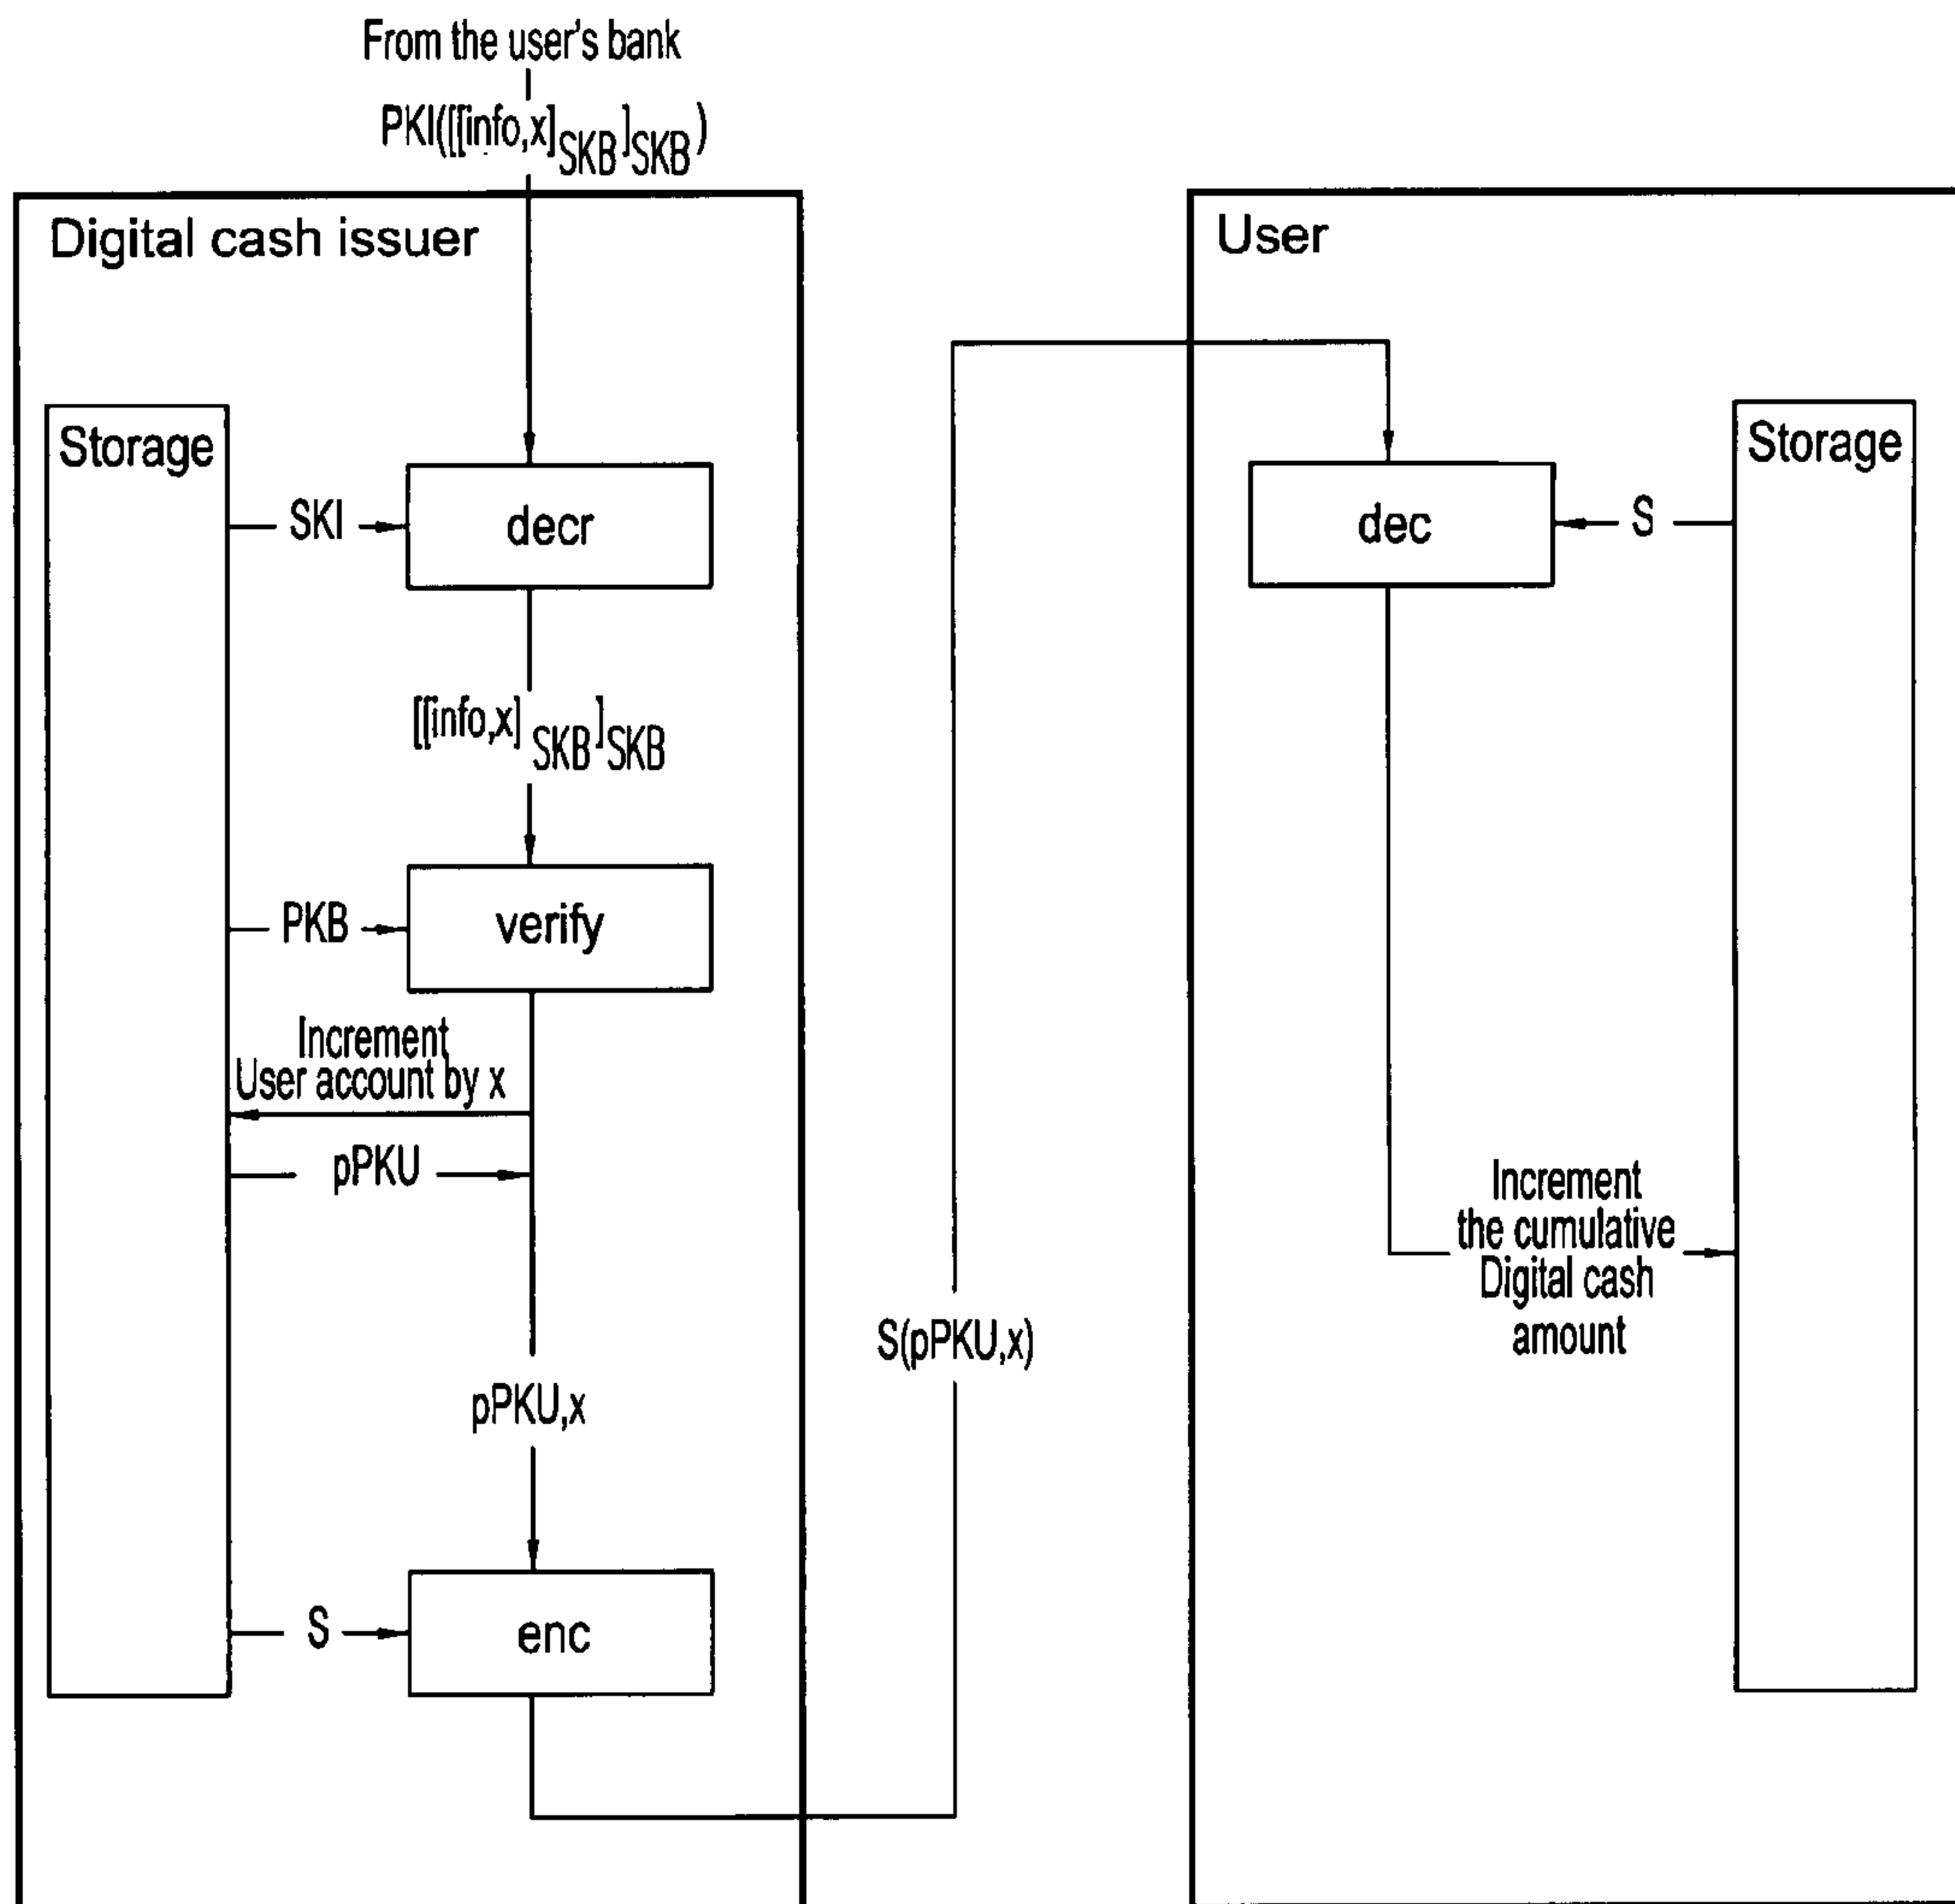 From the user's bank
PKI([[info,x]SKB]SKB)
Digital cash issuer
Storage
SKI
decr
[[info,x]SKB]SKB
PKB
verify
Increment
User account by x
pPKU
pPKU,x
S
enc
S(pPKU,x)
User
Storage
dec
S
Increment
the cumulative
Digital cash
amount